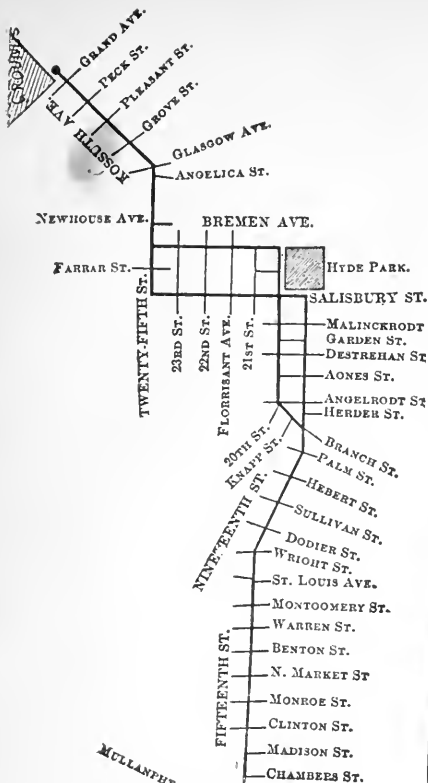 GROUNDS
GRAND AVE.
PECK ST.
PLEASANT ST.
GROVE ST.
KOSSUTH AVE.
GLASGOW AVE.
ANGELICA ST.
NEWHOUSE AVE.
BREMEN AVE.
FARRAR ST.
HYDE PARK.
TWENTY-FIFTH ST.
23RD ST.
22ND ST.
FLORRISANT AVE.
21ST ST.
SALISBURY ST.
MALINCKRODT
GARDEN ST.
DESTREHAN ST.
AONES ST.
ANGELRODT ST.
HERDER ST.
20TH ST.
KNAPP ST.
BRANCH ST.
PALM ST.
NINETEENTH ST.
HEBERT ST.
SULLIVAN ST.
DODIER ST.
WRIGHT ST.
ST. LOUIS AVE.
MONTOOMERY ST.
WARREN ST.
FIFTEENTH ST.
BENTON ST.
N. MARKET ST
MONROE ST.
CLINTON ST.
MADISON ST.
CHAMBERS ST.
MULLANPHE